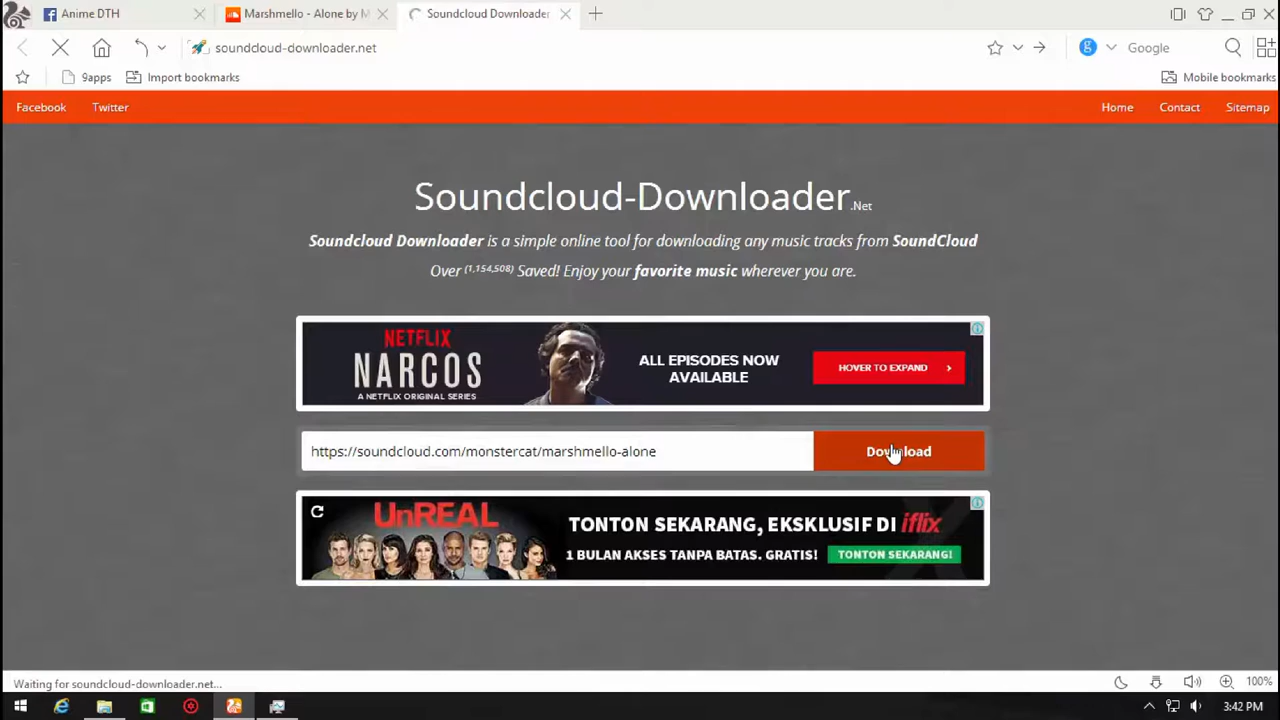 Anime DTH
Marshmello - Alone by M
Soundcloud Downloader
soundcloud-downloader.net
Google
9apps
Import bookmarks
Mobile bookmarks
Facebook
Twitter
Home
Contact
Sitemap
Soundcloud-Downloader.Net
Soundcloud Downloader is a simple online tool for downloading any music tracks from SoundCloud
Over (1,154,508) Saved! Enjoy your favorite music wherever you are.
NETFLIX
NARCOS
A NETFLIX ORIGINAL SERIES
ALL EPISODES NOW
AVAILABLE
HOVER TO EXPAND
https://soundcloud.com/monstercat/marshmello-alone
Download
UnREAL
TONTON SEKARANG, EKSKLUSIF DI iflix
1 BULAN AKSES TANPA BATAS. GRATIS!
TONTON SEKARANG!
Waiting for soundcloud-downloader.net...
100%
3:42 PM